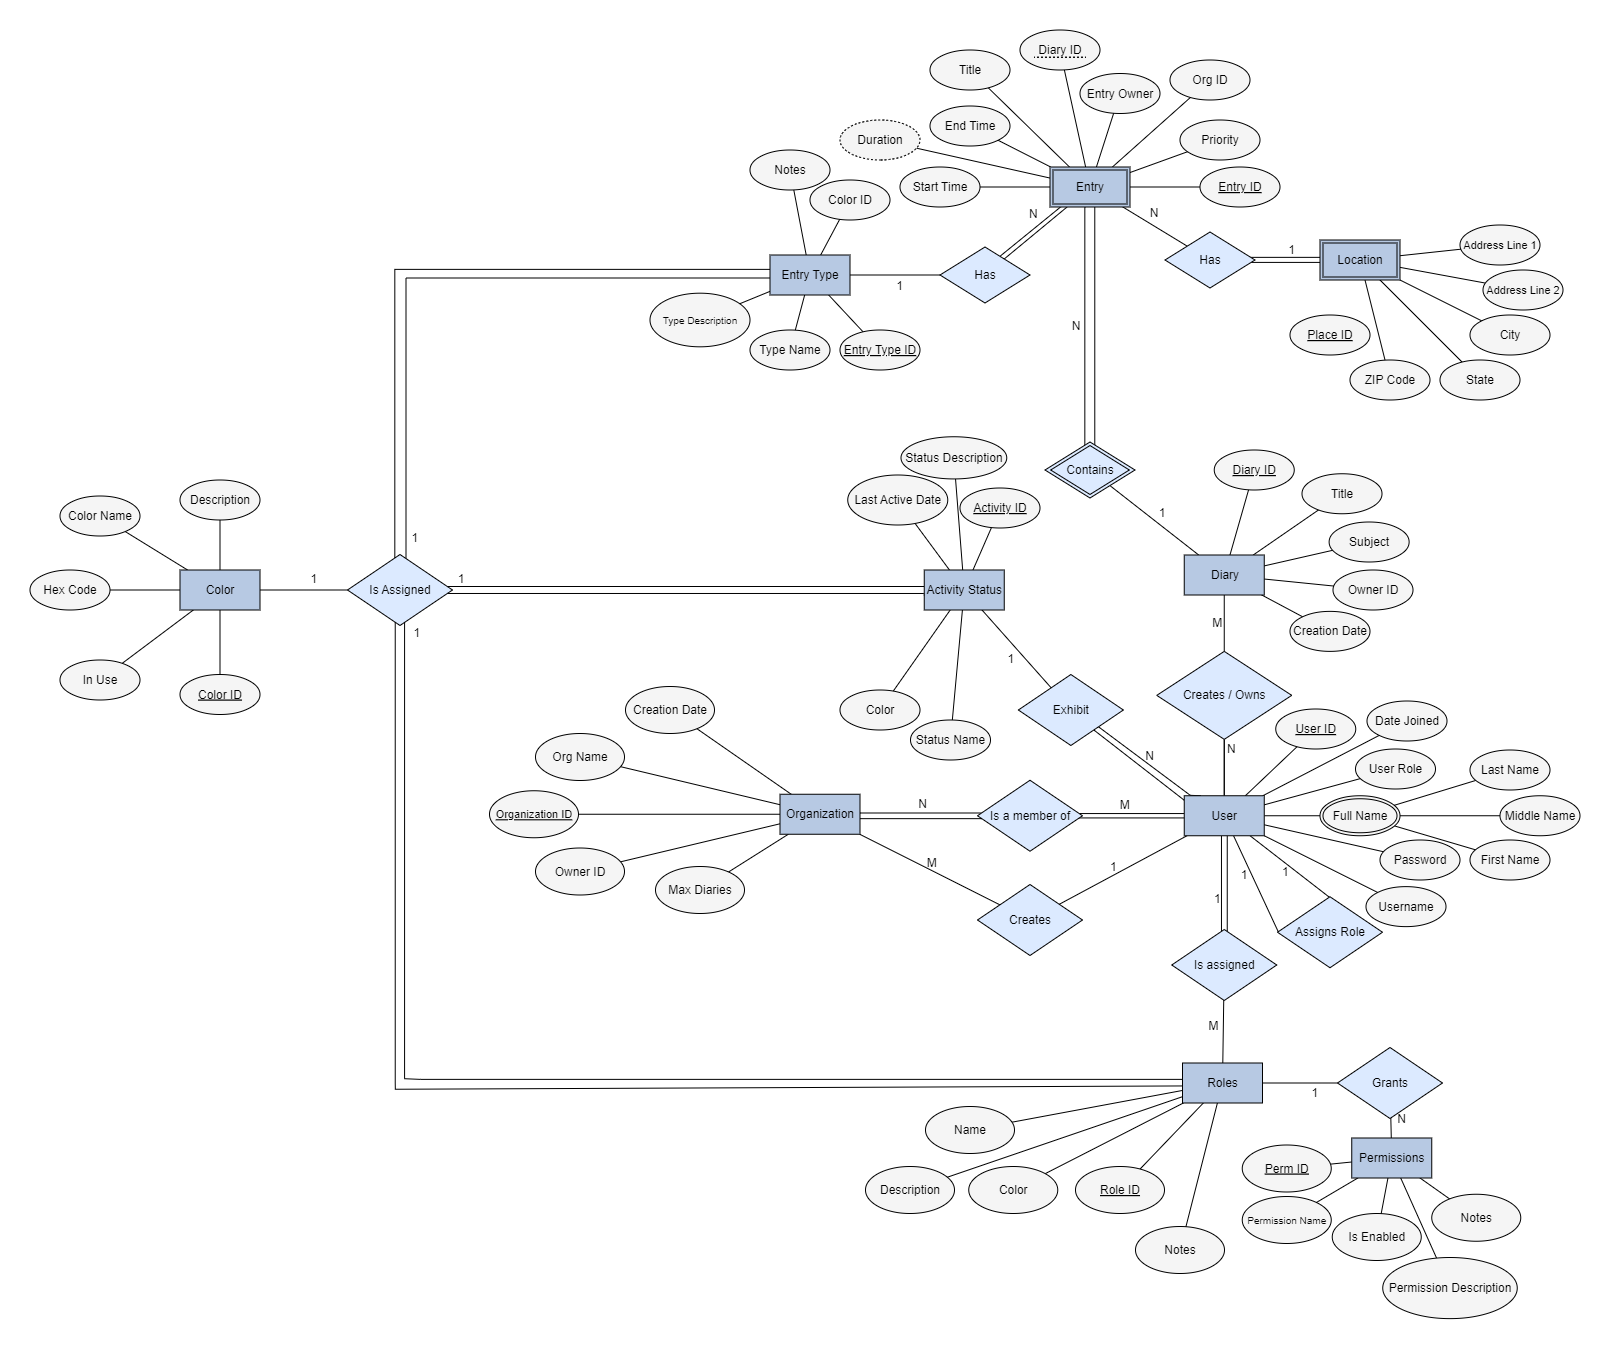 Diary ID
Title
Entry Owner
Org ID
End Time
Duration
Priority
Start Time
Entry
Entry ID
Notes
Color ID
N
N
Has
1
Entry Type
1
Has
1
Location
Address Line 1
Address Line 2
Type Description
Type Name
Entry Type ID
Place ID
City
ZIP Code
State
N
Contains
1
Status Description
Last Active Date
Activity ID
Diary ID
Title
Subject
Owner ID
Creation Date
Diary
Color Name
Description
Hex Code
Color
1
1
Is Assigned
1
1
Activity Status
In Use
Color ID
M
Creates / Owns
N
1
Exhibit
N
Color
Status Name
Creation Date
Org Name
Organization ID
Organization
Owner ID
Max Diaries
N
Is a member of
M
User
User ID
Date Joined
User Role
Last Name
Full Name
Middle Name
Password
First Name
Username
M
Creates
1
1
1
1
Assigns Role
Is assigned
M
Roles
1
Grants
N
Name
Description
Color
Role ID
Notes
Permissions
Perm ID
Permission Name
Is Enabled
Notes
Permission Description